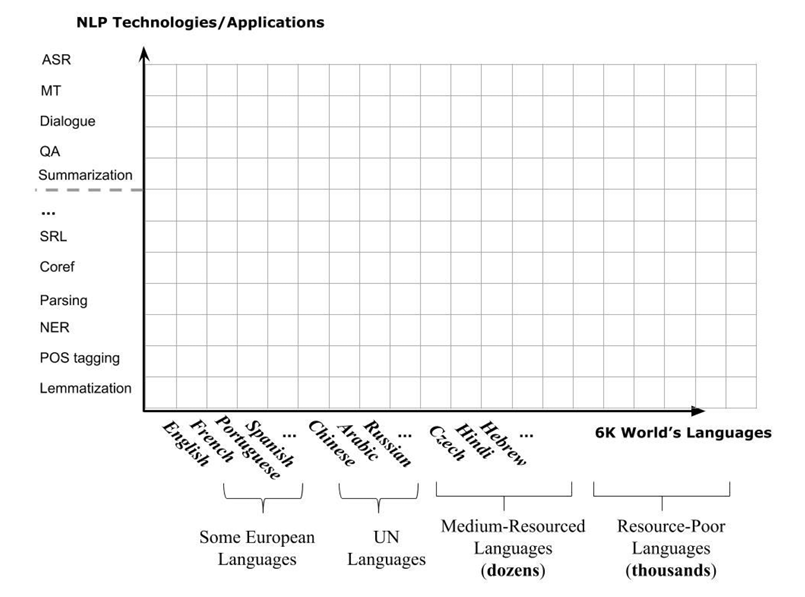 NLP Technologies/Applications
ASR
MT
Dialogue
QA
Summarization
...
SRL
Coref
Parsing
NER
POS tagging
Lemmatization
English
French
Portuguese
Spanish
...
Chinese
Arabic
Russian
...
Czech
Hindi
Hebrew
...
6K World's Languages
Some European
Languages
UN
Languages
Medium-Resourced
Languages
(dozens)
Resource-Poor
Languages
(thousands)